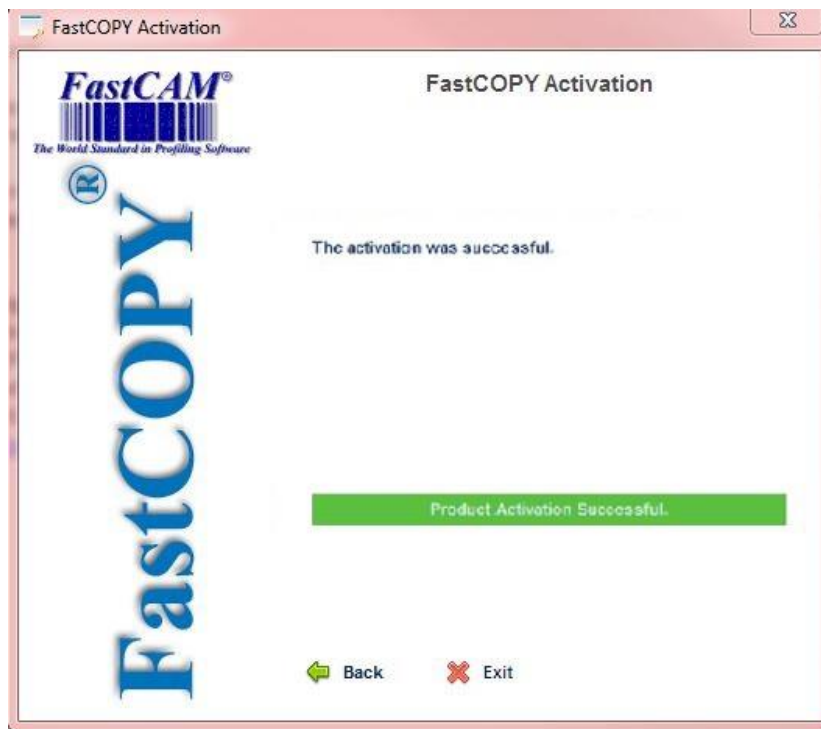 FastCOPY Activation
FastCAM®
The World Standard in Profiling Software
FastCOPY Activation
FastCOPY®
The activation was successful.
Product Activation Successful.
Back
Exit